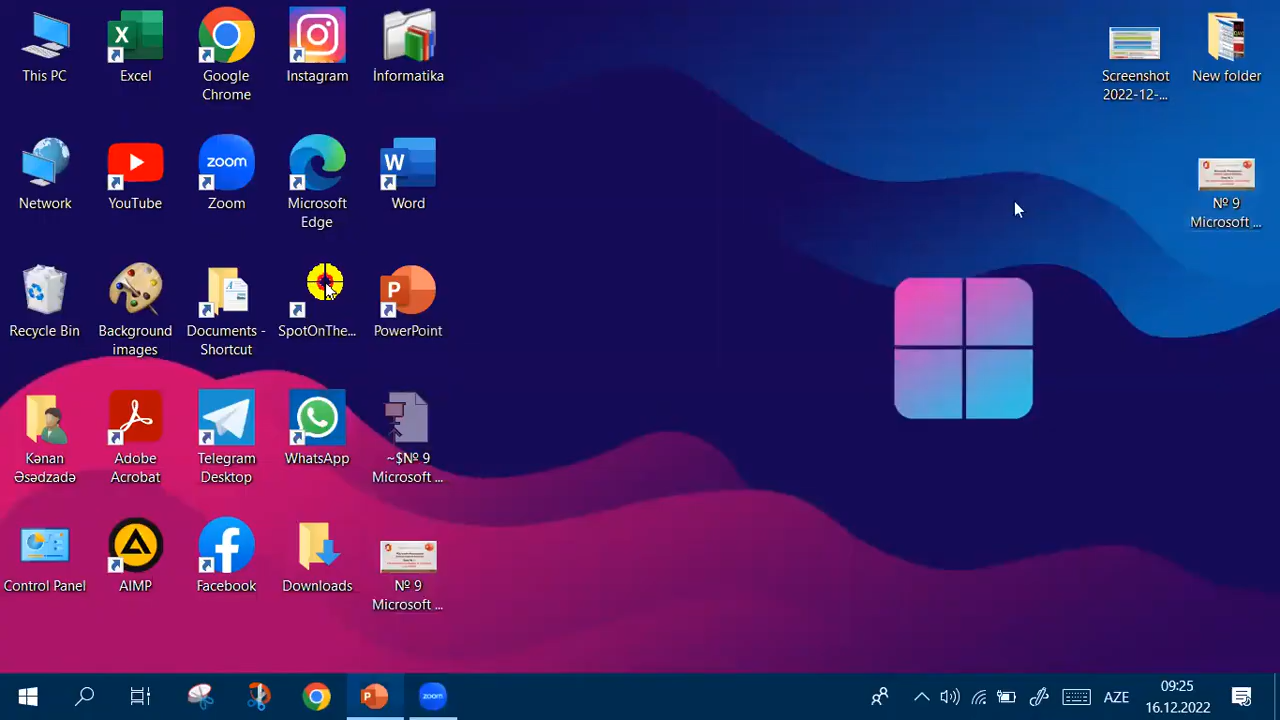 This PC
Excel
Google
Chrome
Instagram
İnformatika
Screenshot
2022-12-...
New folder
Network
YouTube
zoom
Zoom
Microsoft
Edge
Word
№ 9
Microsoft ...
Recycle Bin
Background
images
Documents -
Shortcut
SpotOnThe...
PowerPoint
Kənan
Əsədzadə
Adobe
Acrobat
Telegram
Desktop
WhatsApp
~$№ 9
Microsoft ...
Control Panel
AIMP
Facebook
Downloads
№ 9
Microsoft ...
zoom
AZE
09:25
16.12.2022